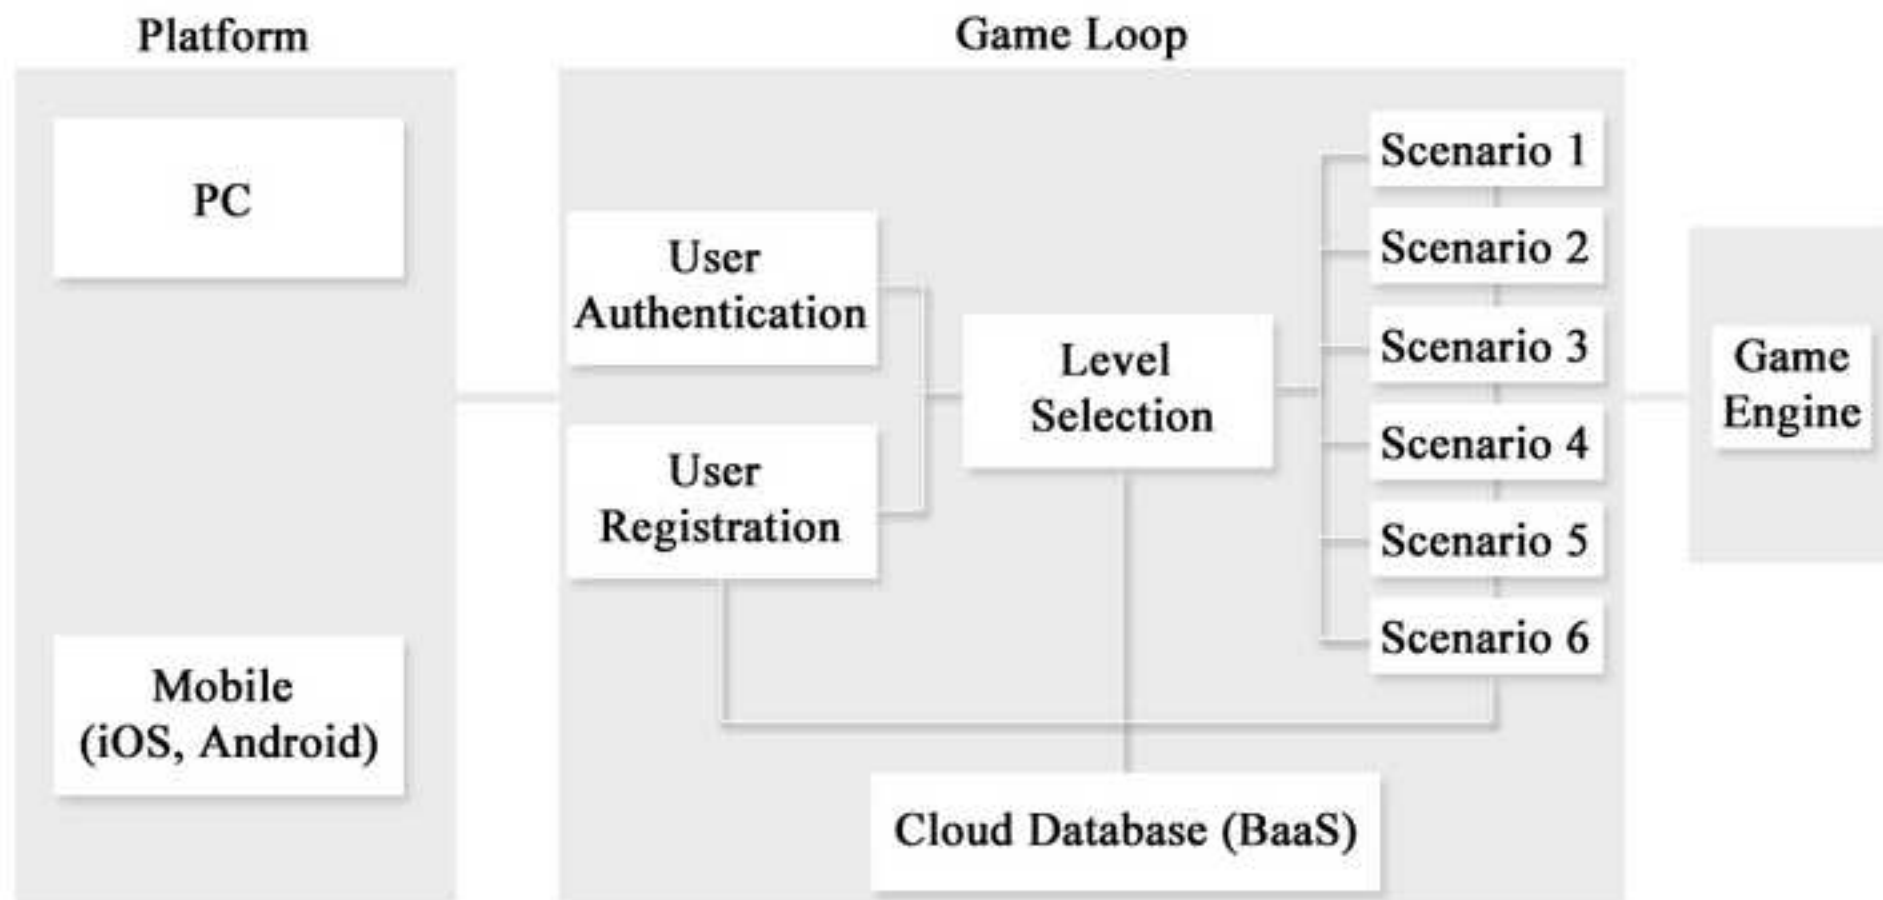 Platform
PC
Mobile
(iOS, Android)
Game Loop
User
Authentication
User
Registration
Level
Selection
Scenario 1
Scenario 2
Scenario 3
Scenario 4
Scenario 5
Scenario 6
Cloud Database (BaaS)
Game
Engine